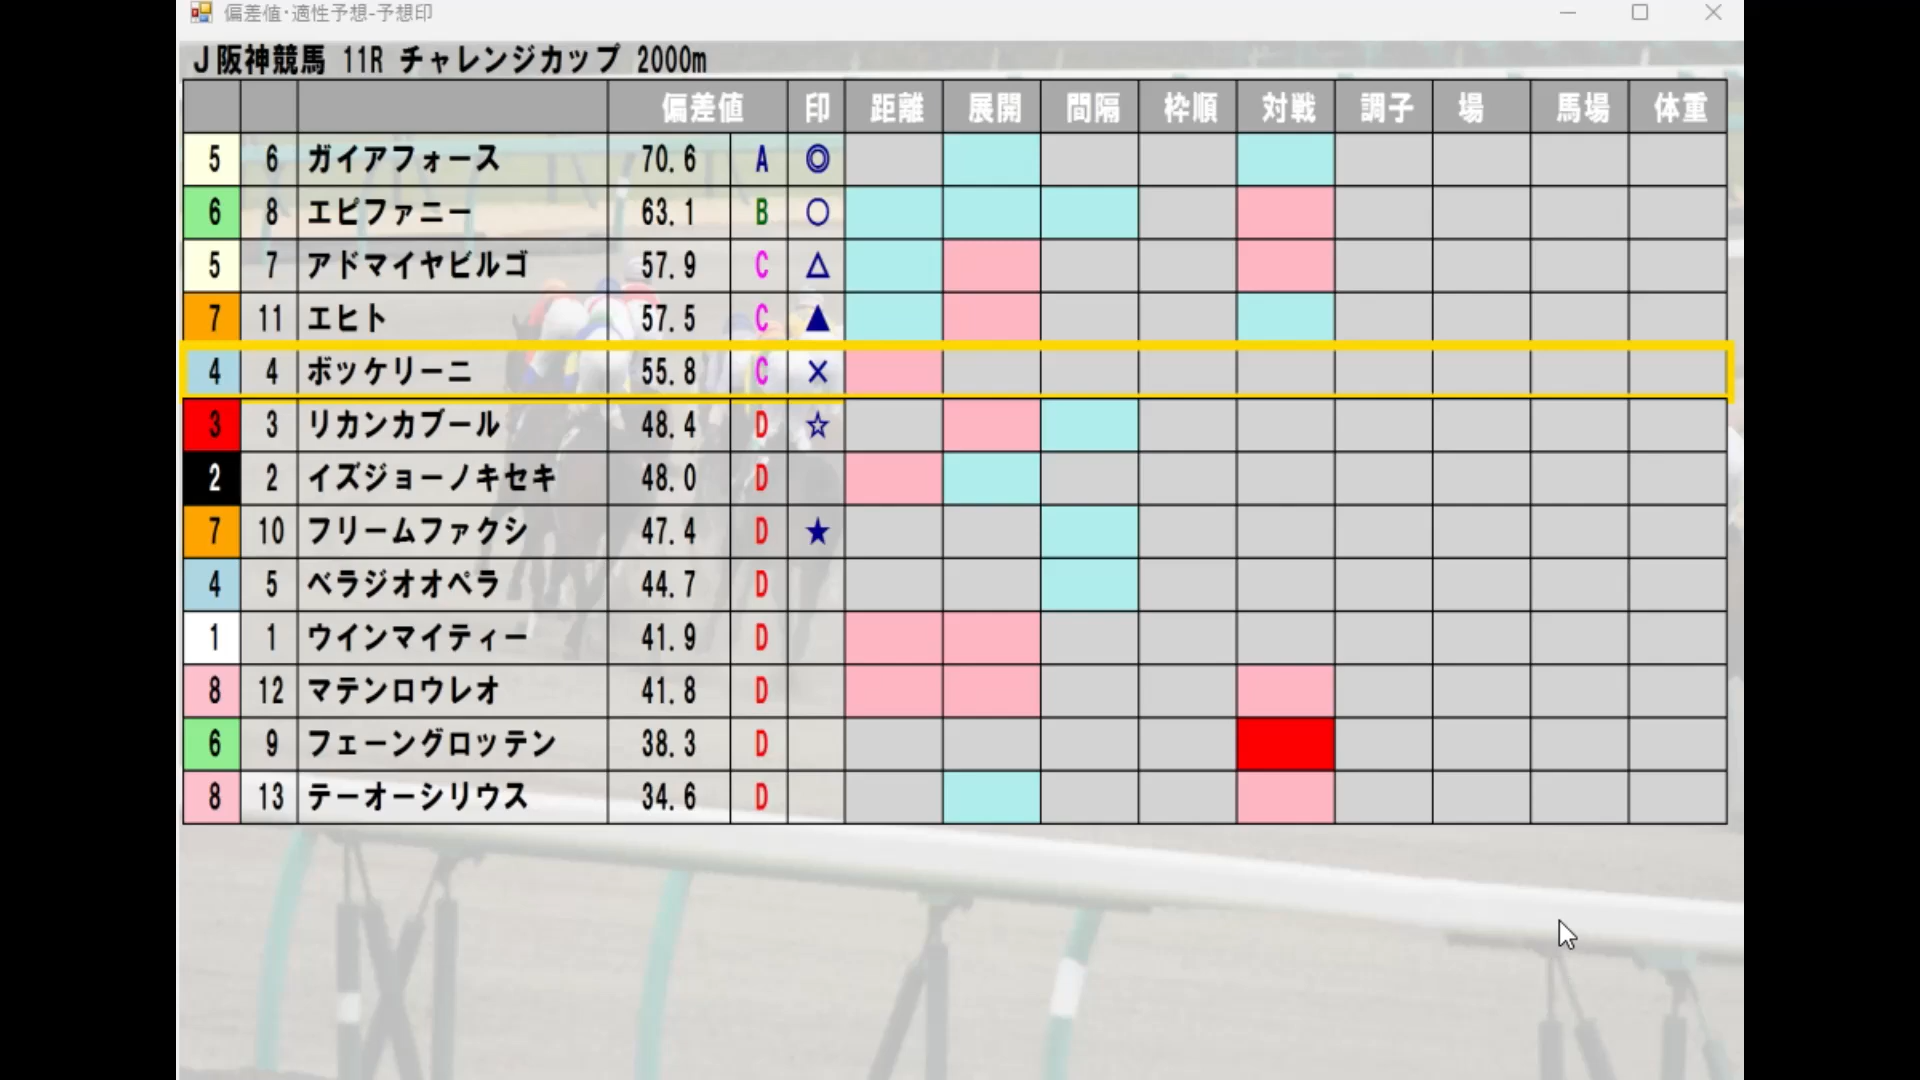 偏差値・適性予想-予想印
J阪神競馬 11R チャレンジカップ 2000m
偏差値 印 距離 展開 間隔 枠順 対戦 調子 場 馬場 体重
5 6 ガイアフォース 70.6 A ◎
6 8 エピファニー 63.1 B ○
5 7 アドマイヤビルゴ 57.9 C △
7 11 エヒト 57.5 C ▲
4 4 ボッケリーニ 55.8 C ×
3 3 リカンカブール 48.4 D ☆
2 2 イズジョーノキセキ 48.0 D
7 10 フリームファクシ 47.4 D ★
4 5 ベラジオオペラ 44.7 D
1 1 ウインマイティー 41.9 D
8 12 マテンロウレオ 41.8 D
6 9 フェーングロッテン 38.3 D
8 13 テーオーシリウス 34.6 D